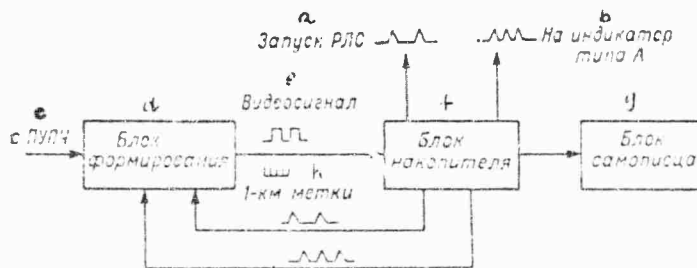 a
Запуск РЛС
b
На индикатор
типа А
c
с ПУПЧ
d
Блок
формирования
e
Видеосигнал
h
1-км метки
f
Блок
накопителя
g
Блок
самописца